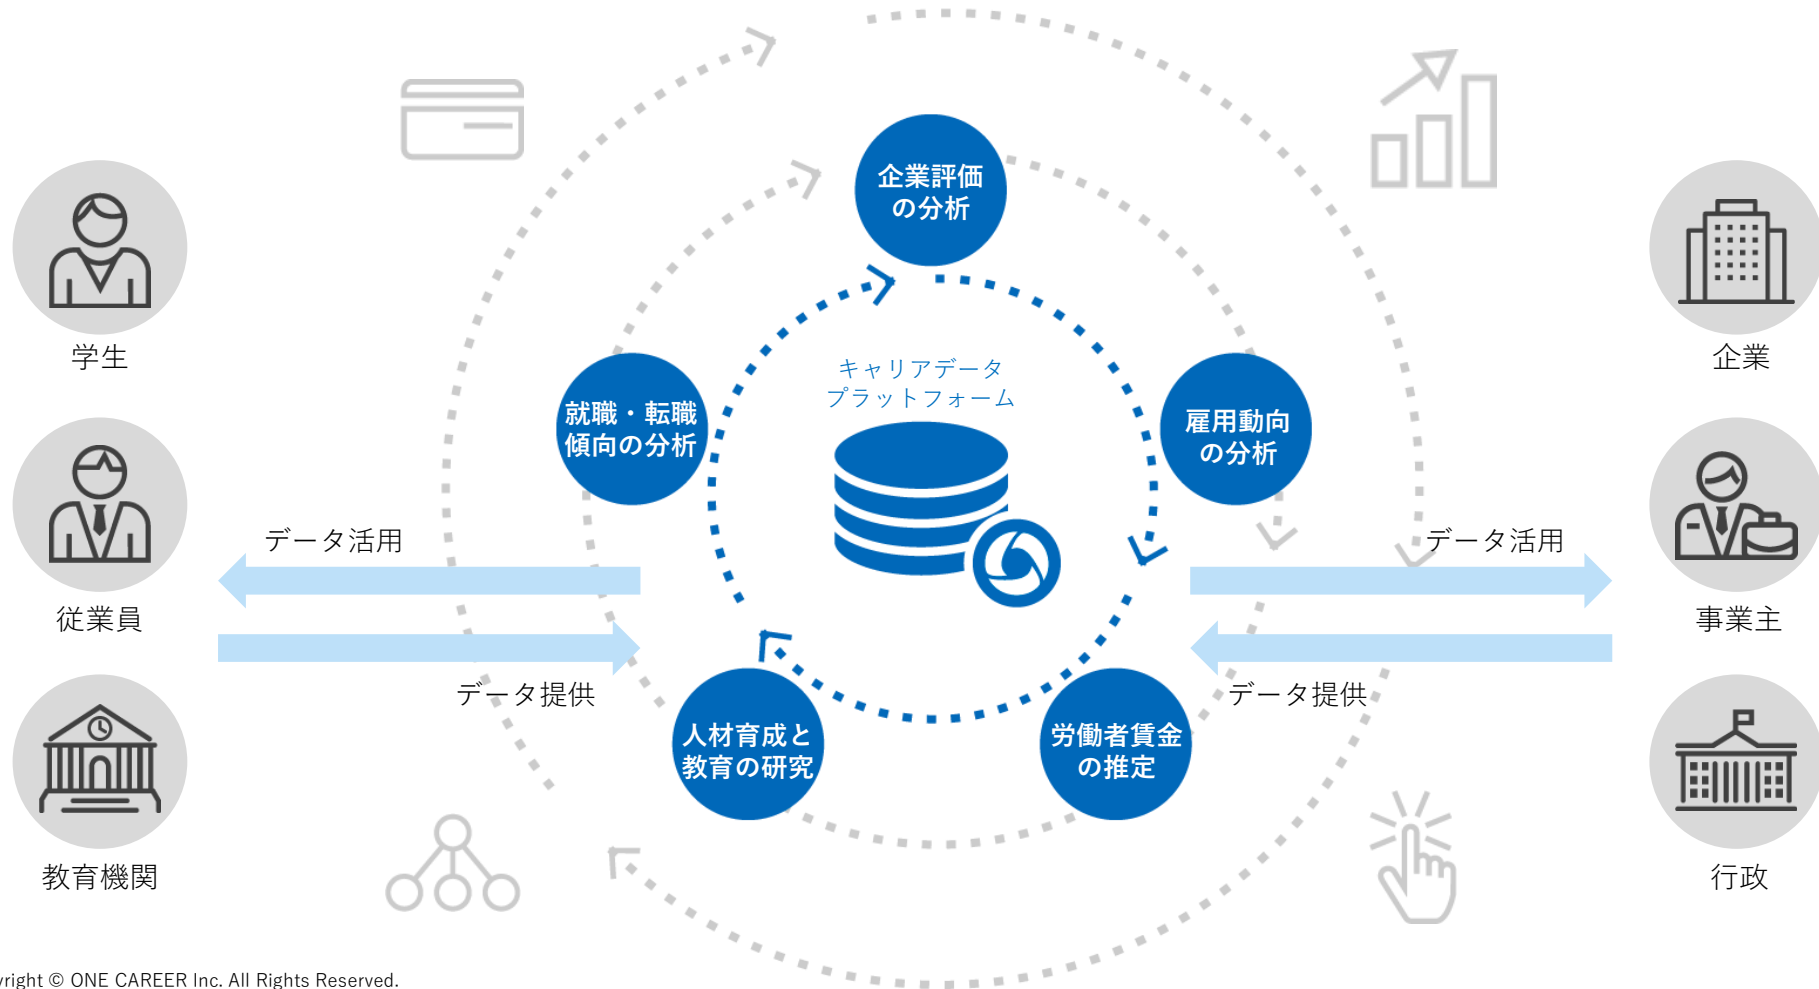 企業評価
の分析
学生
企業
キャリアデータ
プラットフォーム
就職・転職
傾向の分析
雇用動向
の分析
データ活用
データ活用
従業員
事業主
データ提供
データ提供
人材育成と
教育の研究
労働者賃金
の推定
教育機関
行政
yright © ONE CAREER Inc. All Rights Reserved.